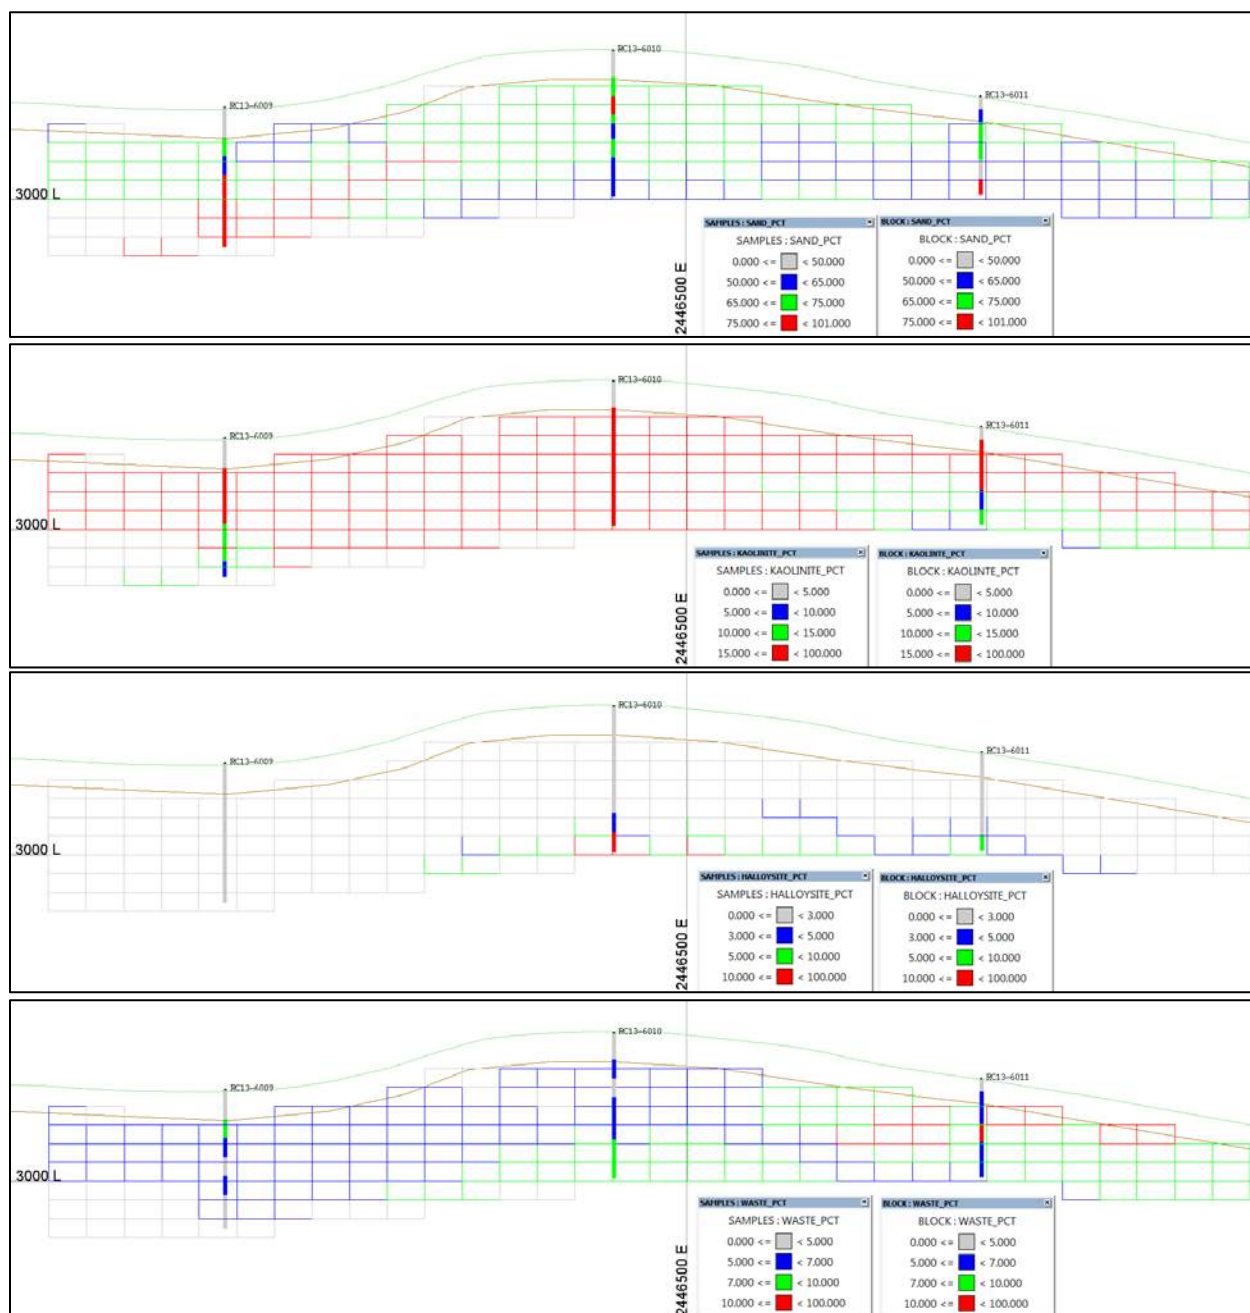 RC13-6010
RC13-6009
RC13-6011
3000 L
2446500 E
SAMPLES : SAND_PCT
SAMPLES : SAND_PCT
0.000 <= < 50.000
50.000 <= < 65.000
65.000 <= < 75.000
75.000 <= < 101.000
BLOCK : SAND_PCT
BLOCK : SAND_PCT
0.000 <= < 50.000
50.000 <= < 65.000
65.000 <= < 75.000
75.000 <= < 101.000
RC13-6010
RC13-6011
RC13-6009
3000 L
2446500 E
SAMPLES : KAOLINITE_PCT
SAMPLES : KAOLINITE_PCT
0.000 <= < 5.000
5.000 <= < 10.000
10.000 <= < 15.000
15.000 <= < 100.000
BLOCK : KAOLINTE_PCT
BLOCK : KAOLINTE_PCT
0.000 <= < 5.000
5.000 <= < 10.000
10.000 <= < 15.000
15.000 <= < 100.000
RC13-6010
RC13-6011
RC13-6009
3000 L
2446500 E
SAMPLES : HALLOYSITE_PCT
SAMPLES : HALLOYSITE_PCT
0.000 <= < 3.000
3.000 <= < 5.000
5.000 <= < 10.000
10.000 <= < 100.000
BLOCK : HALLOYSITE_PCT
BLOCK : HALLOYSITE_PCT
0.000 <= < 3.000
3.000 <= < 5.000
5.000 <= < 10.000
10.000 <= < 100.000
RC13-6010
RC13-6011
RC13-6009
3000 L
2446500 E
SAMPLES : WASTE_PCT
SAMPLES : WASTE_PCT
0.000 <= < 5.000
5.000 <= < 7.000
7.000 <= < 10.000
10.000 <= < 100.000
BLOCK : WASTE_PCT
BLOCK : WASTE_PCT
0.000 <= < 5.000
5.000 <= < 7.000
7.000 <= < 10.000
10.000 <= < 100.000